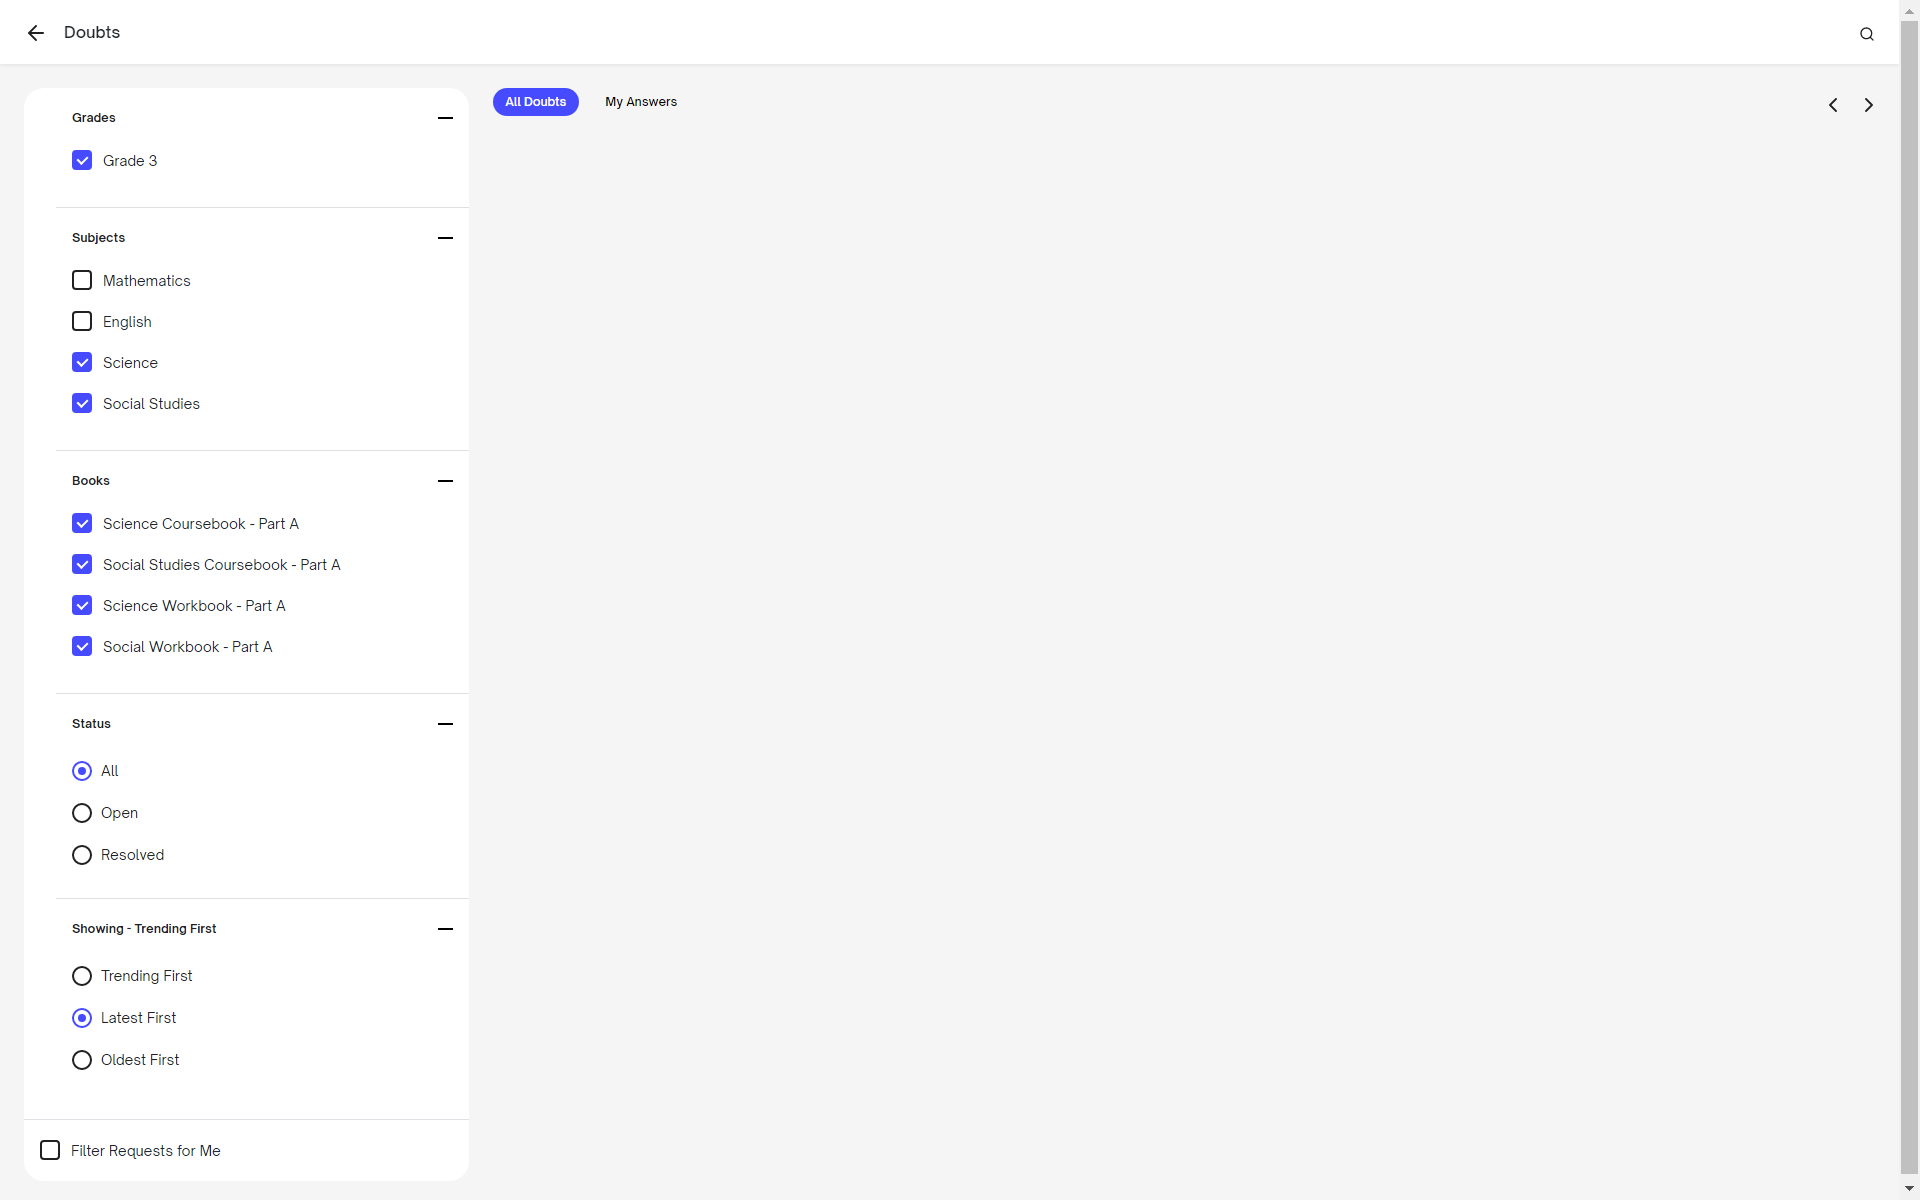 Doubts
All Doubts
My Answers
Grades
Grade 3
Subjects
Mathematics
English
Science
Social Studies
Books
Science Coursebook - Part A
Social Studies Coursebook - Part A
Science Workbook - Part A
Social Workbook - Part A
Status
All
Open
Resolved
Showing - Trending First
Trending First
Latest First
Oldest First
Filter Requests for Me